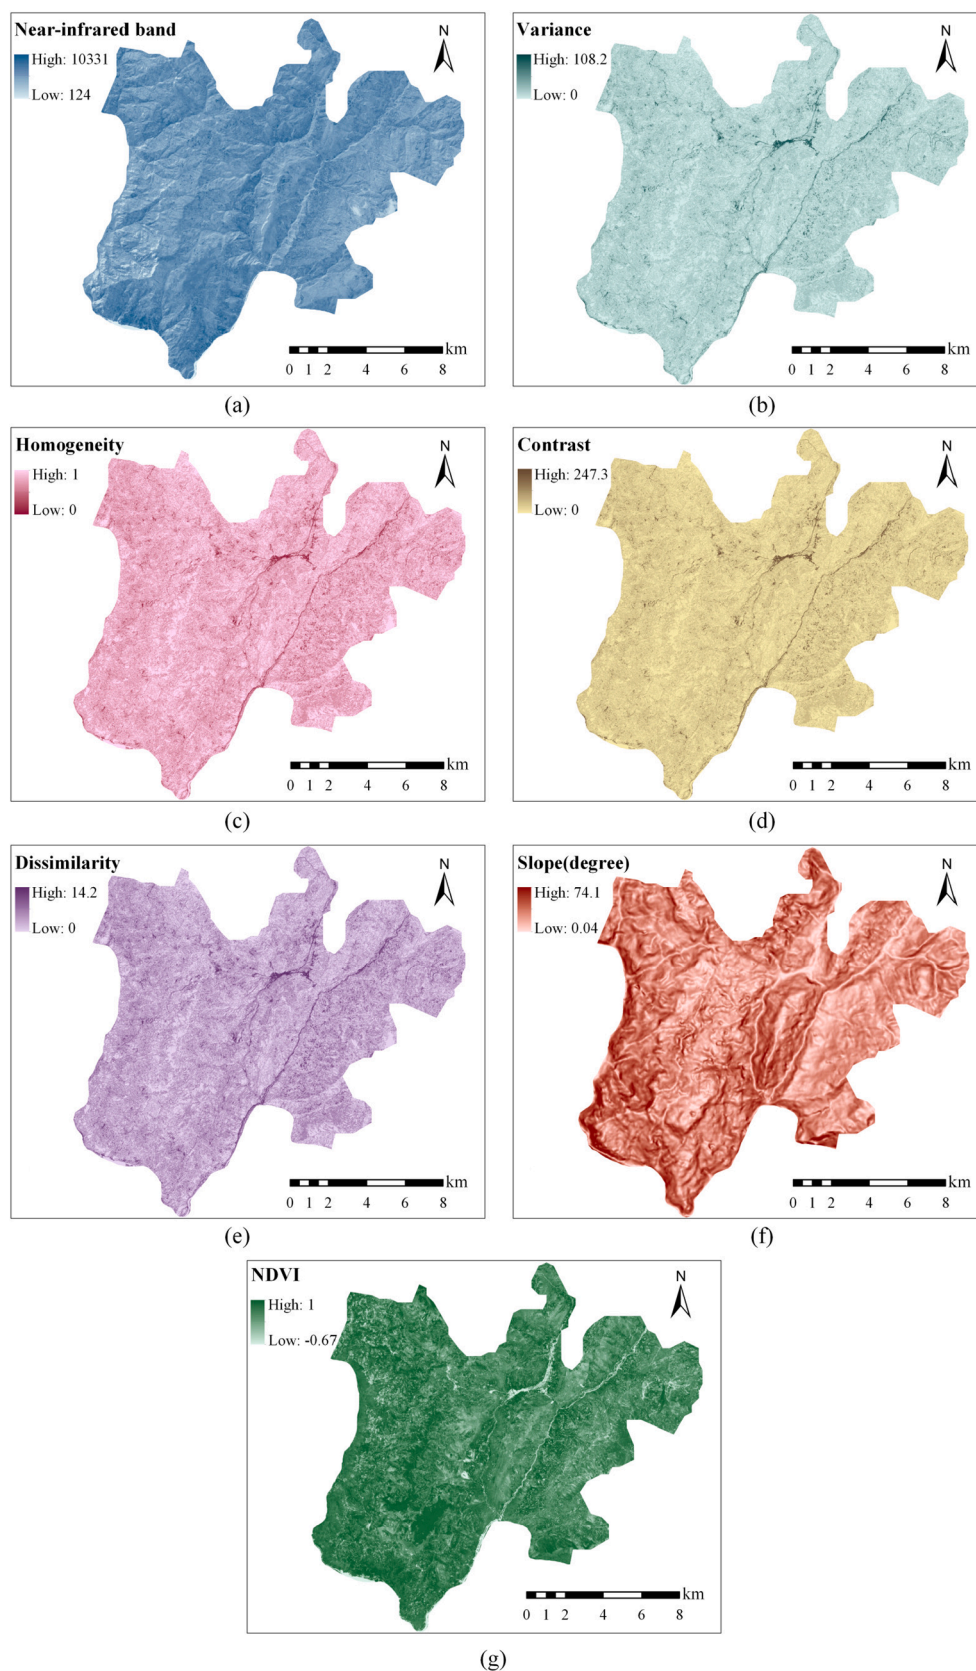 Near-infrared band
High: 10331
Low: 124
N
km
0 1 2 4 6 8
(a)
Variance
High: 108.2
Low: 0
N
km
0 1 2 4 6 8
(b)
Homogeneity
High: 1
Low: 0
N
km
0 1 2 4 6 8
(c)
Contrast
High: 247.3
Low: 0
N
km
0 1 2 4 6 8
(d)
Dissimilarity
High: 14.2
Low: 0
N
km
0 1 2 4 6 8
(e)
Slope(degree)
High: 74.1
Low: 0.04
N
km
0 1 2 4 6 8
(f)
NDVI
High: 1
Low: -0.67
N
km
0 1 2 4 6 8
(g)